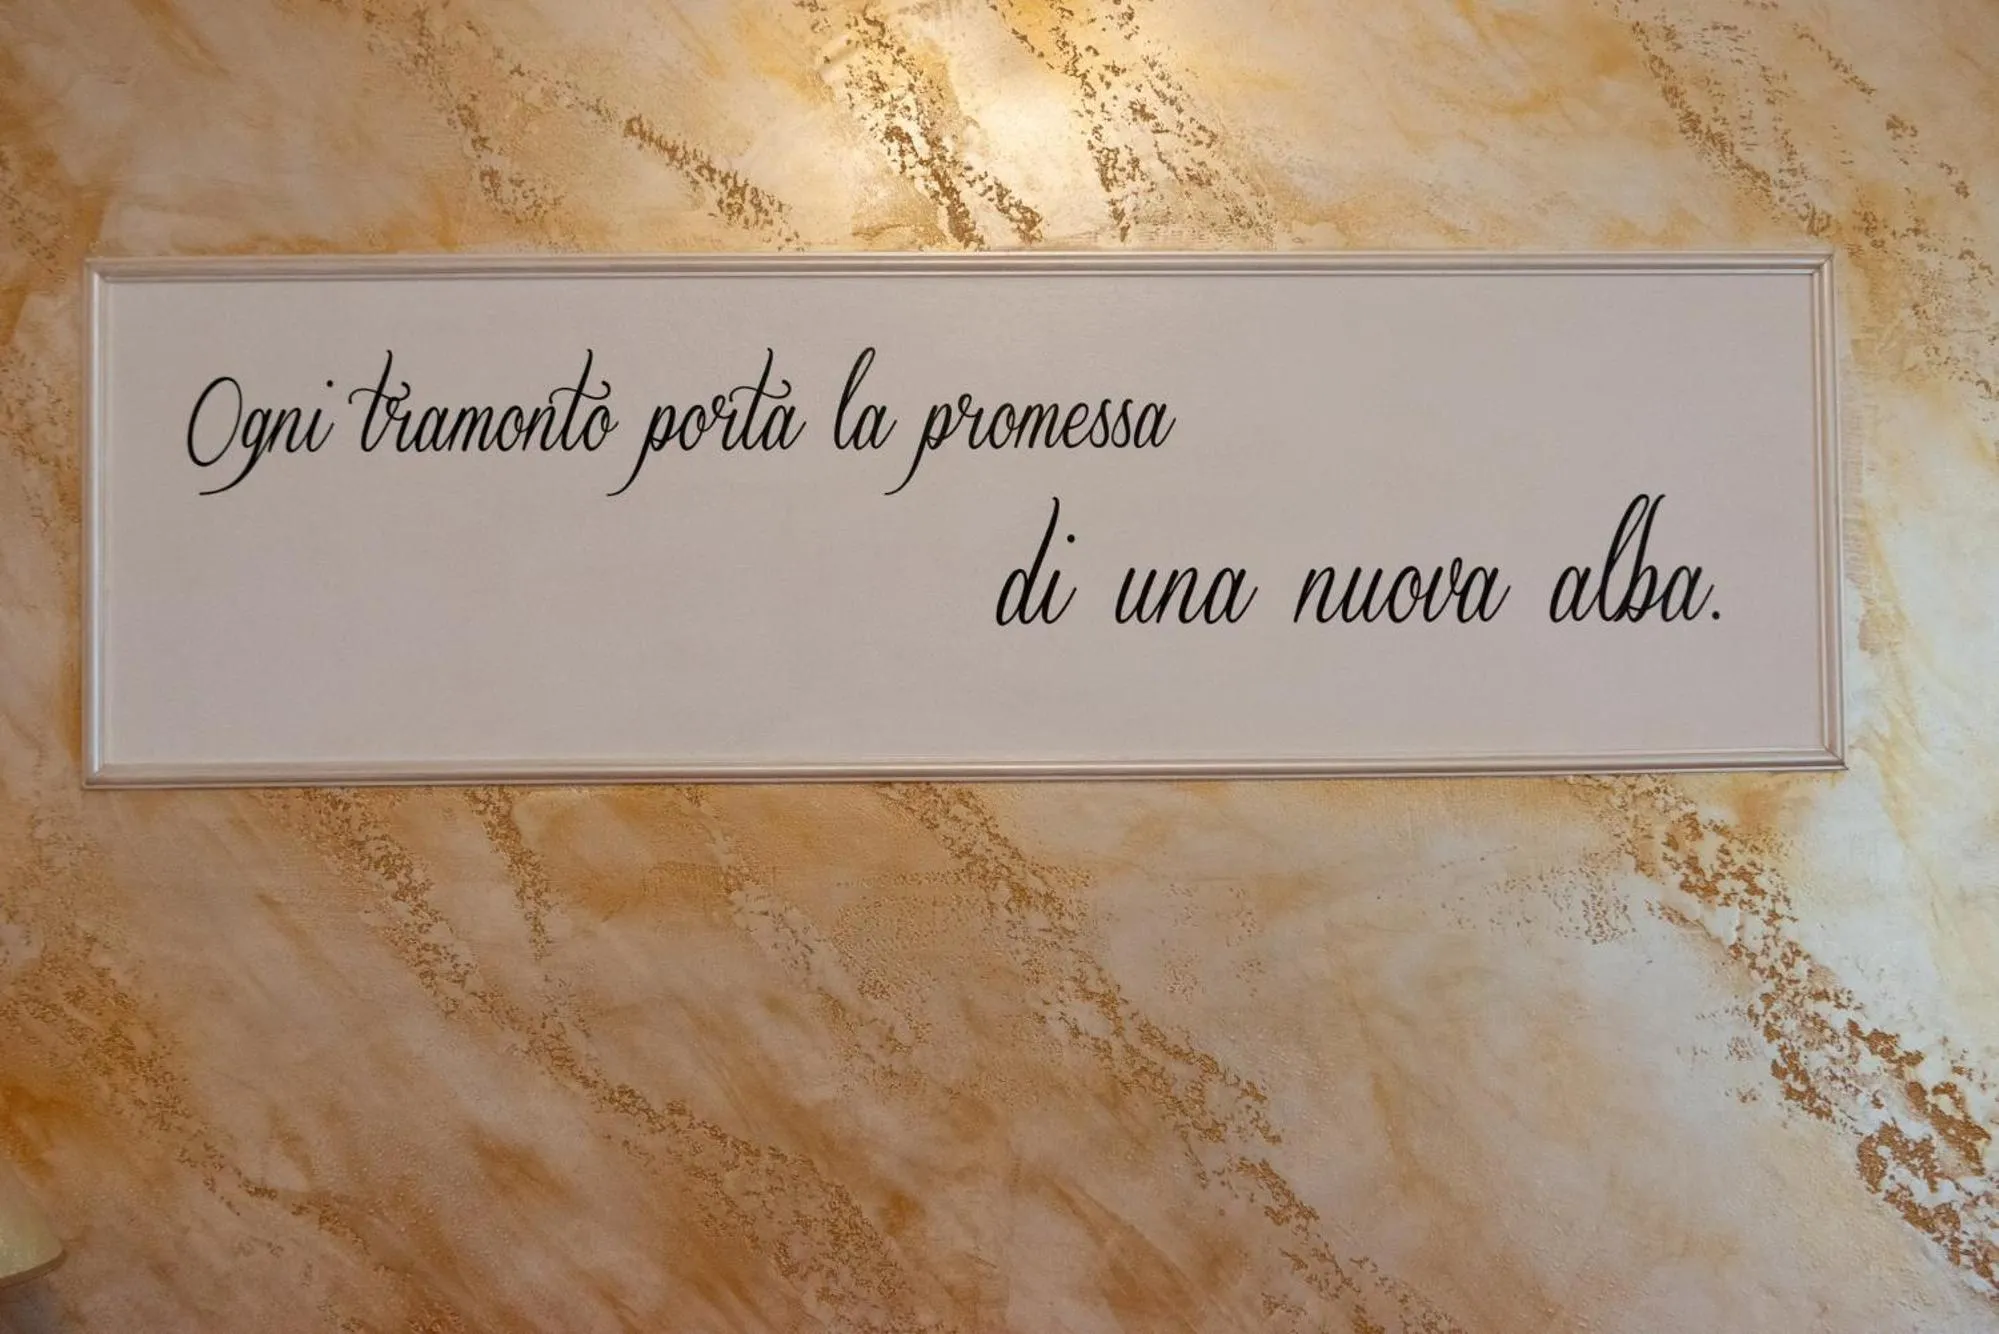 Ogni tramonto porta la promessa
di una nuova alba.